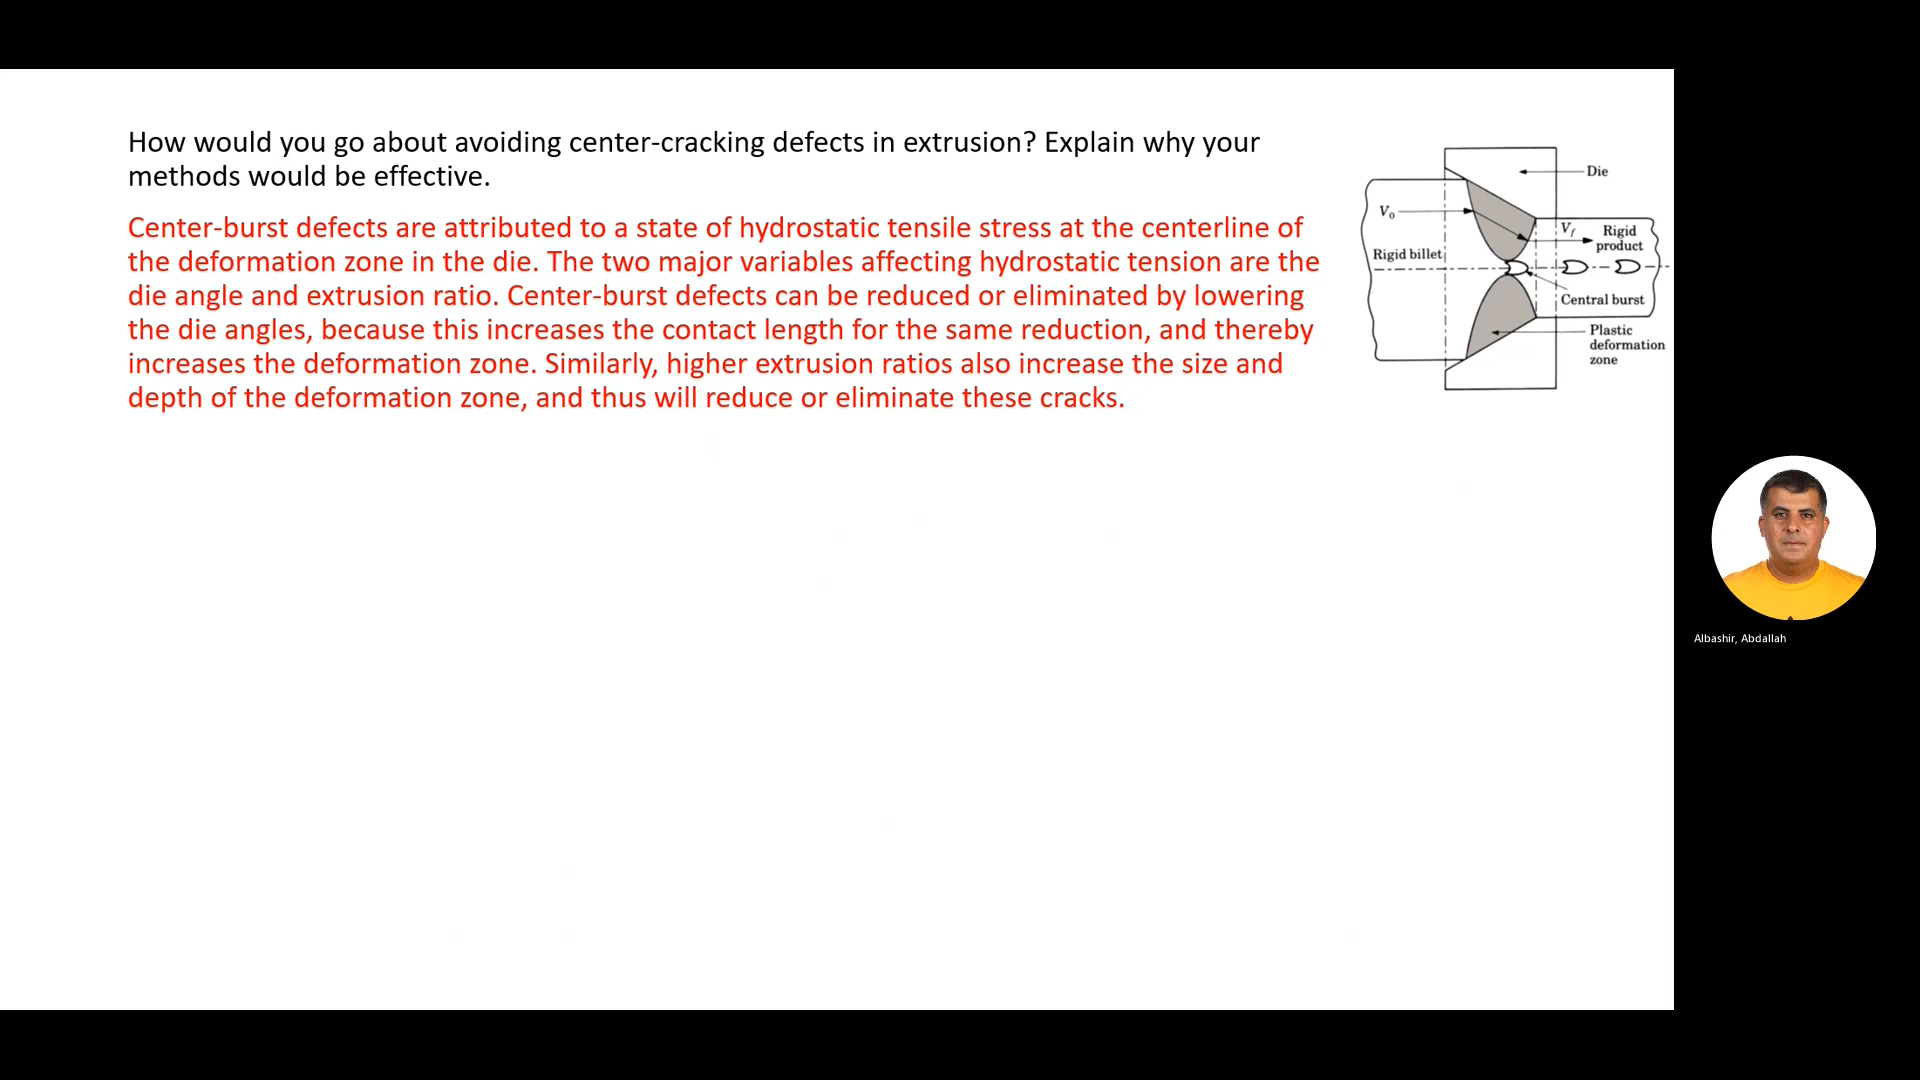 How would you go about avoiding center-cracking defects in extrusion? Explain why your
methods would be effective.
Center-burst defects are attributed to a state of hydrostatic tensile stress at the centerline of
the deformation zone in the die. The two major variables affecting hydrostatic tension are the
die angle and extrusion ratio. Center-burst defects can be reduced or eliminated by lowering
the die angles, because this increases the contact length for the same reduction, and thereby
increases the deformation zone. Similarly, higher extrusion ratios also increase the size and
depth of the deformation zone, and thus will reduce or eliminate these cracks.
Die
V₀
V_f
Rigid
product
Rigid billet
Central burst
Plastic
deformation
zone
Albashir, Abdallah